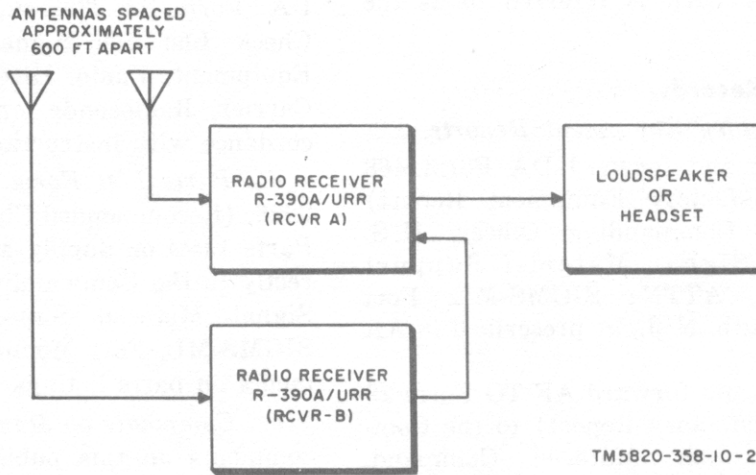 ANTENNAS SPACED
APPROXIMATELY
600 FT APART
RADIO RECEIVER
R-390A/URR
(RCVR A)
LOUDSPEAKER
OR
HEADSET
RADIO RECEIVER
R-390A/URR
(RCVR-B)
TM5820-358-10-2